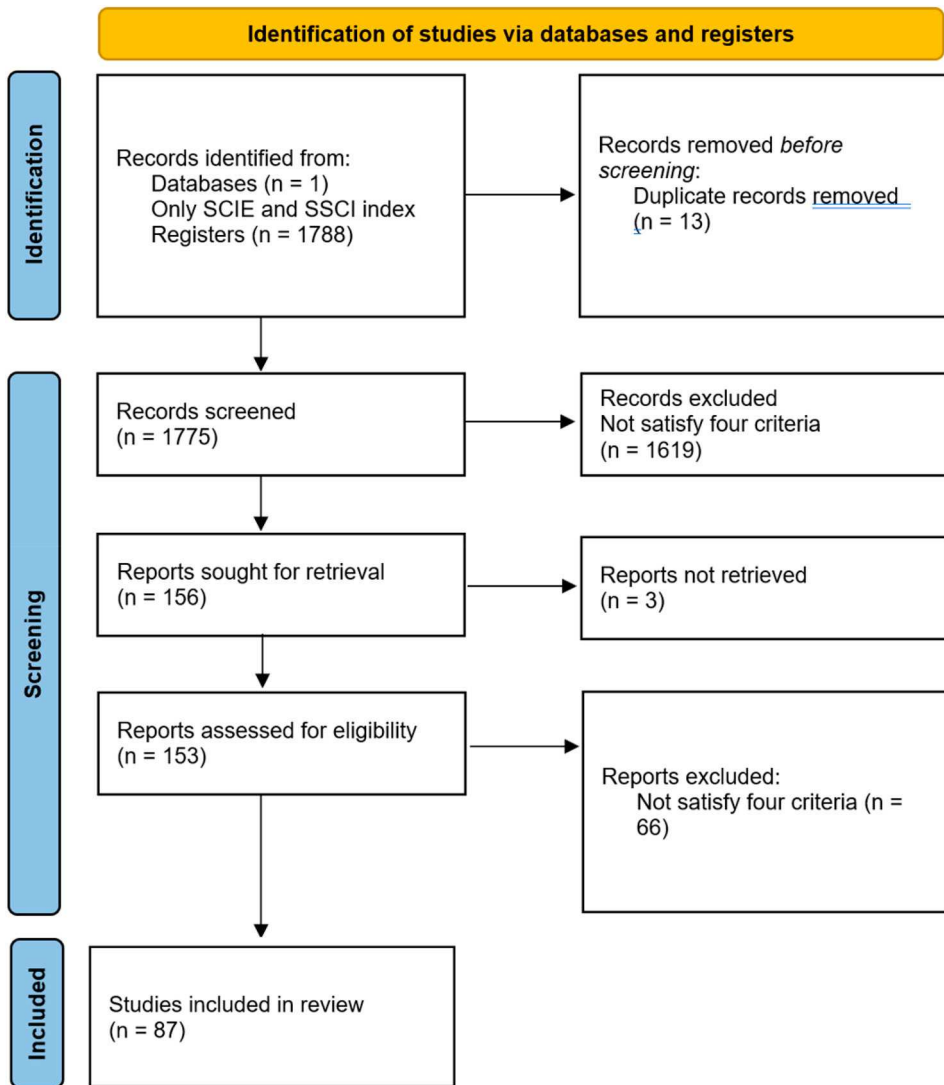 Identification of studies via databases and registers
Identification
Records identified from:
Databases (n = 1)
Only SCIE and SSCI index
Registers (n = 1788)
Records removed before
screening:
Duplicate records removed
(n = 13)
Screening
Records screened
(n = 1775)
Records excluded
Not satisfy four criteria
(n = 1619)
Reports sought for retrieval
(n = 156)
Reports not retrieved
(n = 3)
Reports assessed for eligibility
(n = 153)
Reports excluded:
Not satisfy four criteria (n =
66)
Included
Studies included in review
(n = 87)